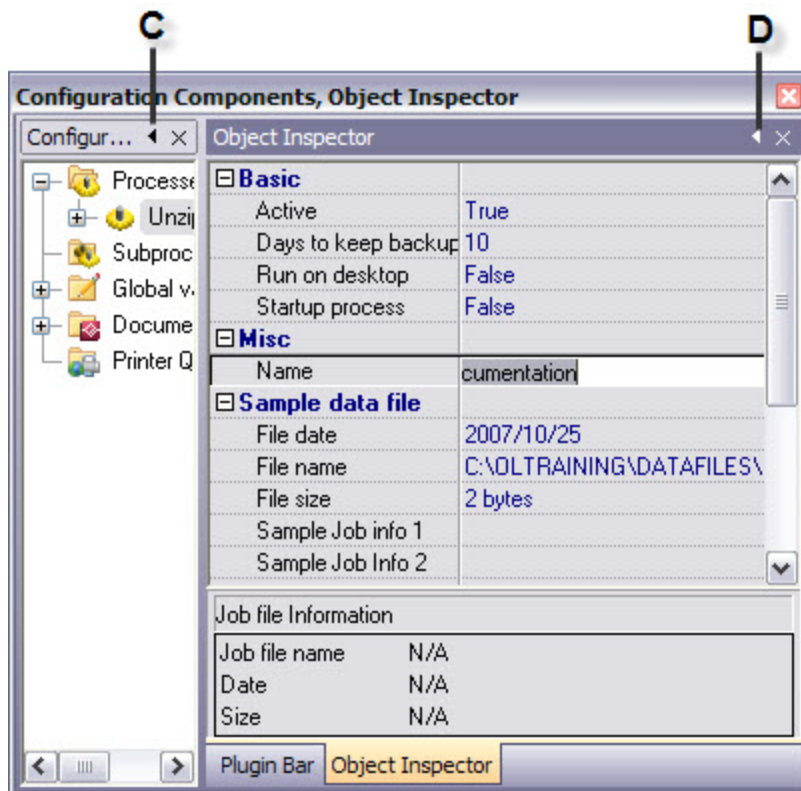 C
D
Configuration Components, Object Inspector
Configur...
Processe
Unzip
Subproc
Global v
Docume
Printer Q
Object Inspector
Basic
Active True
Days to keep backup 10
Run on desktop False
Startup process False
Misc
Name cumentation
Sample data file
File date 2007/10/25
File name C:\OLTRAINING\DATAFILES\
File size 2 bytes
Sample Job info 1
Sample Job Info 2
Job file Information
Job file name N/A
Date N/A
Size N/A
Plugin Bar Object Inspector